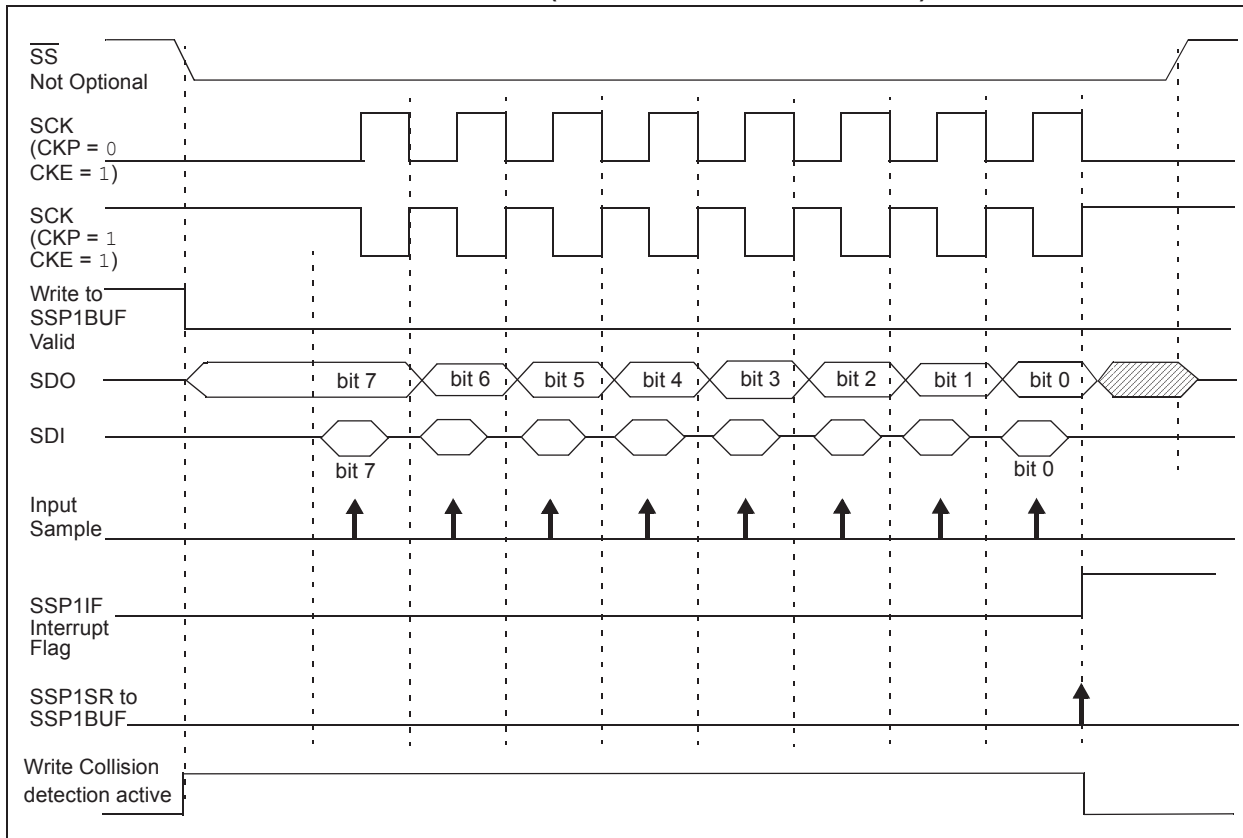 SS
Not Optional
SCK
(CKP = 0
CKE = 1)
SCK
(CKP = 1
CKE = 1)
Write to
SSP1BUF
Valid
SDO
bit 7 bit 6 bit 5 bit 4 bit 3 bit 2 bit 1 bit 0
SDI
bit 7 bit 0
Input
Sample
SSP1IF
Interrupt
Flag
SSP1SR to
SSP1BUF
Write Collision
detection active